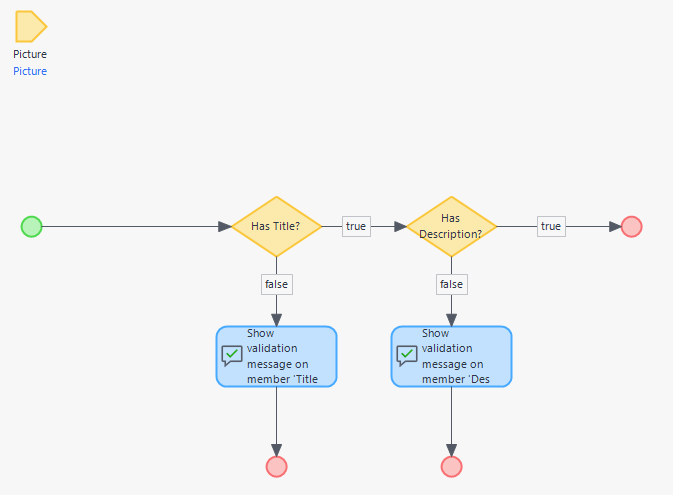 Picture
Picture
Has Title?
true
Has
Description?
true
false
false
Show
validation
message on
member 'Title
Show
validation
message on
member 'Des